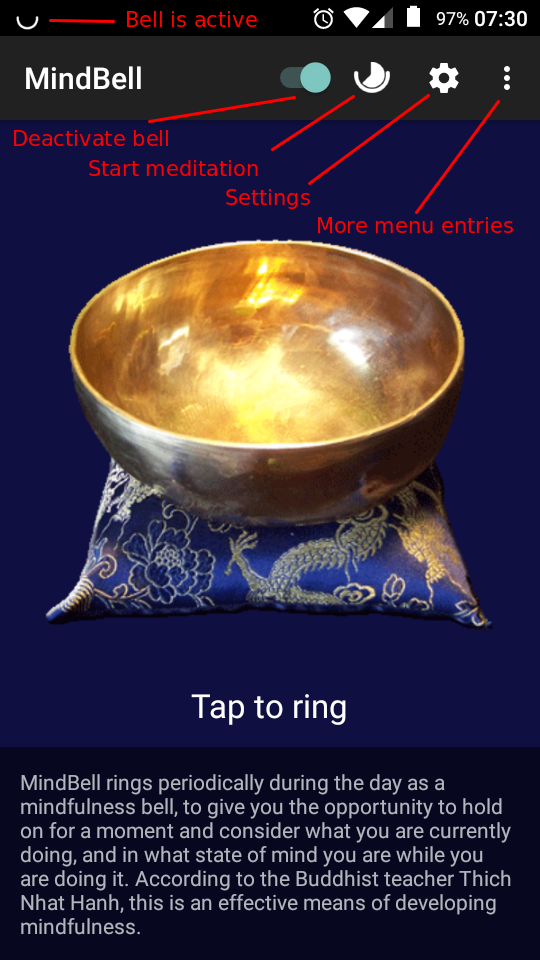 Bell is active
97% 07:30
MindBell
Deactivate bell
Start meditation
Settings
More menu entries
Tap to ring
MindBell rings periodically during the day as a
mindfulness bell, to give you the opportunity to hold
on for a moment and consider what you are currently
doing, and in what state of mind you are while you
are doing it. According to the Buddhist teacher Thich
Nhat Hanh, this is an effective means of developing
mindfulness.